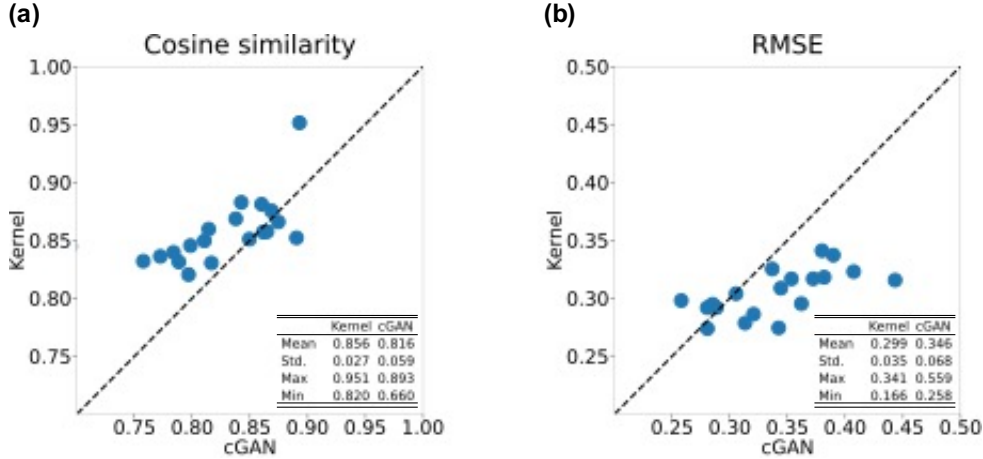 (a)
Cosine similarity
1.00
0.95
0.90
0.85
0.80
0.75
Kernel
0.75 0.80 0.85 0.90 0.95 1.00
cGAN
Kernel cGAN
Mean 0.856 0.816
Std. 0.027 0.059
Max 0.951 0.893
Min 0.820 0.660
(b)
RMSE
0.50
0.45
0.40
0.35
0.30
0.25
Kernel
0.25 0.30 0.35 0.40 0.45 0.50
cGAN
Kernel cGAN
Mean 0.299 0.346
Std. 0.035 0.068
Max 0.341 0.559
Min 0.166 0.258